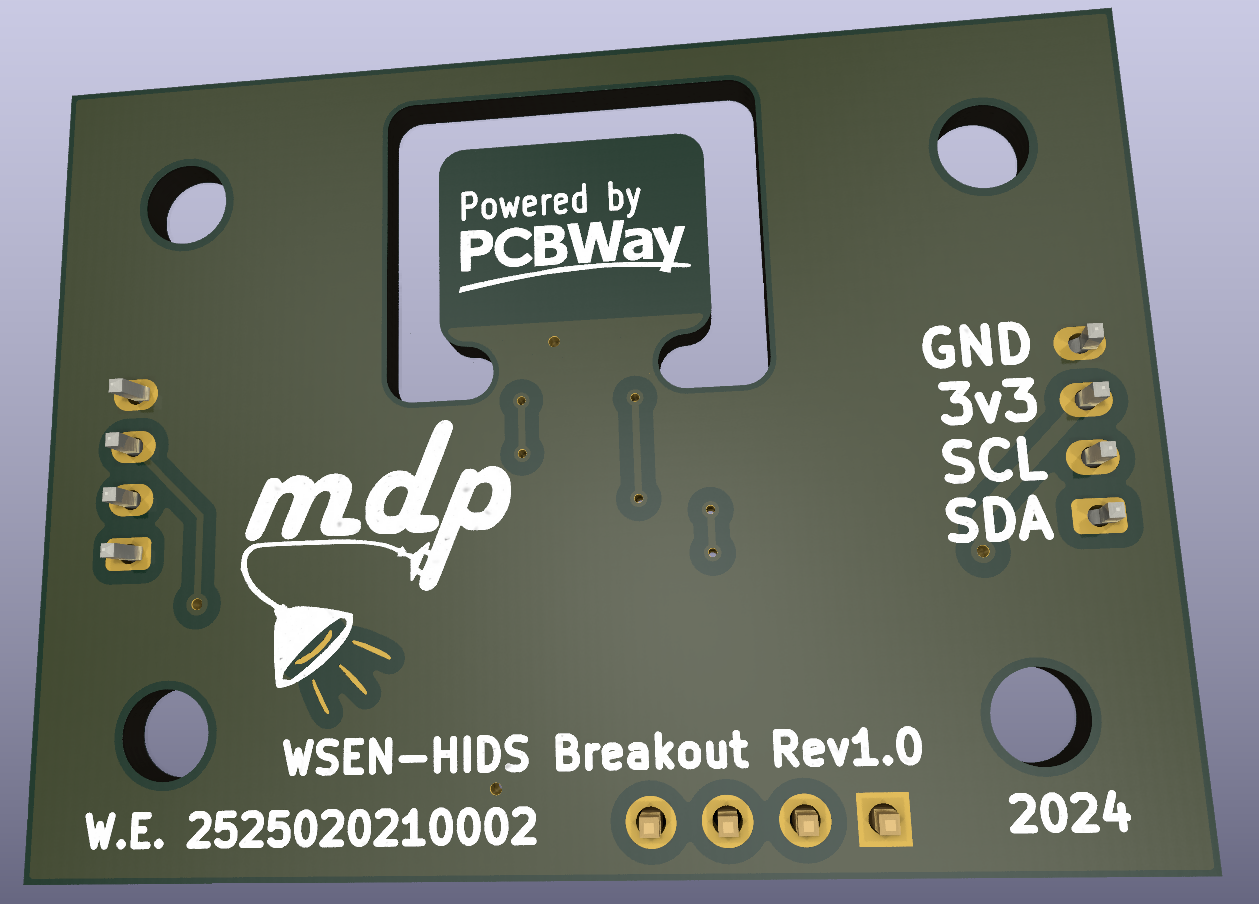 Powered by
PCBWay
GND
3v3
SCL
SDA
mdp
WSEN-HIDS Breakout Rev1.0
W.E. 2525020210002
2024